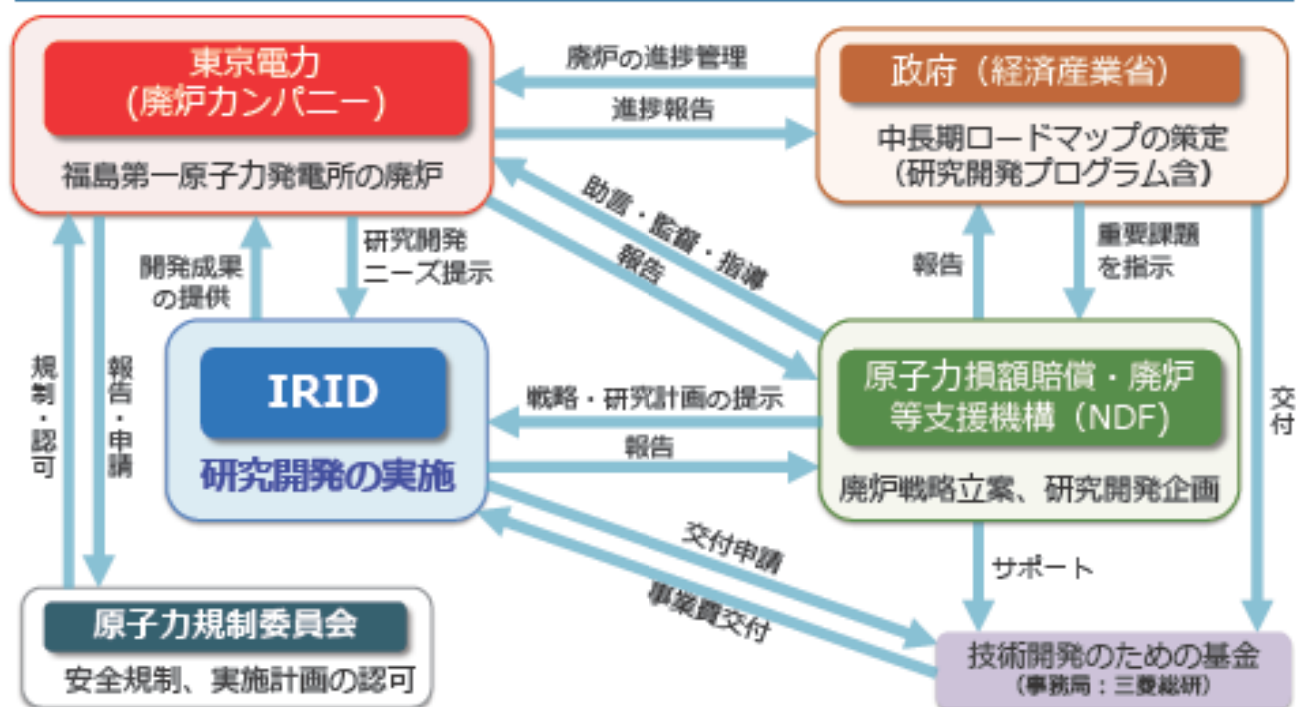 東京電力
(廃炉カンパニー)
福島第一原子力発電所の廃炉
廃炉の進捗管理
進捗報告
政府（経済産業省）
中長期ロードマップの策定
（研究開発プログラム含）
助言・監督・指導
報告
開発成果
の提供
研究開発
ニーズ提示
報告
重要課題
を指示
規制・認可
報告・申請
IRID
研究開発の実施
戦略・研究計画の提示
報告
原子力損額賠償・廃炉
等支援機構（NDF)
廃炉戦略立案、研究開発企画
交付
交付申請
事業費交付
サポート
原子力規制委員会
安全規制、実施計画の認可
技術開発のための基金
（事務局：三菱総研）